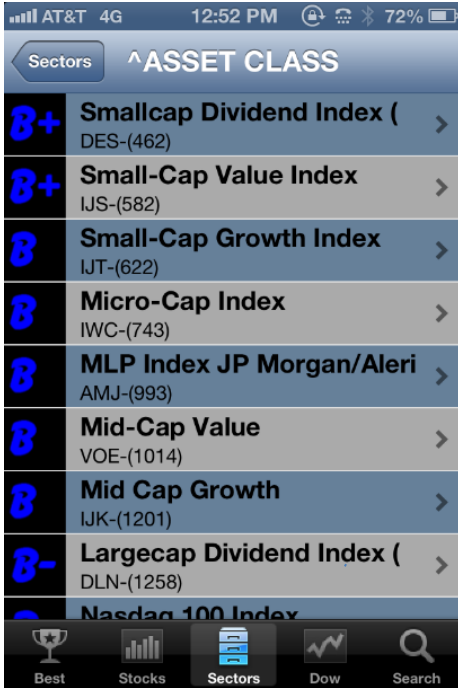 AT&T 4G 12:52 PM 72%
Sectors ^ASSET CLASS
B+ Smallcap Dividend Index (
DES-(462)
B+ Small-Cap Value Index
IJS-(582)
B Small-Cap Growth Index
IJT-(622)
B Micro-Cap Index
IWC-(743)
B MLP Index JP Morgan/Aleri
AMJ-(993)
B Mid-Cap Value
VOE-(1014)
B Mid Cap Growth
IJK-(1201)
B- Largecap Dividend Index (
DLN-(1258)
Nasdaq 100 Index
Best Stocks Sectors Dow Search